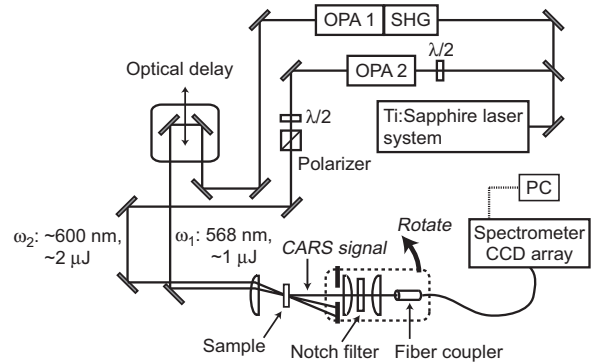 OPA 1
SHG
λ/2
OPA 2
Optical delay
λ/2
Polarizer
Ti:Sapphire laser
system
PC
Rotate
Spectrometer
CCD array
ω2: ~600 nm,
~2 μJ
ω1: 568 nm,
~1 μJ
CARS signal
Sample
Notch filter
Fiber coupler